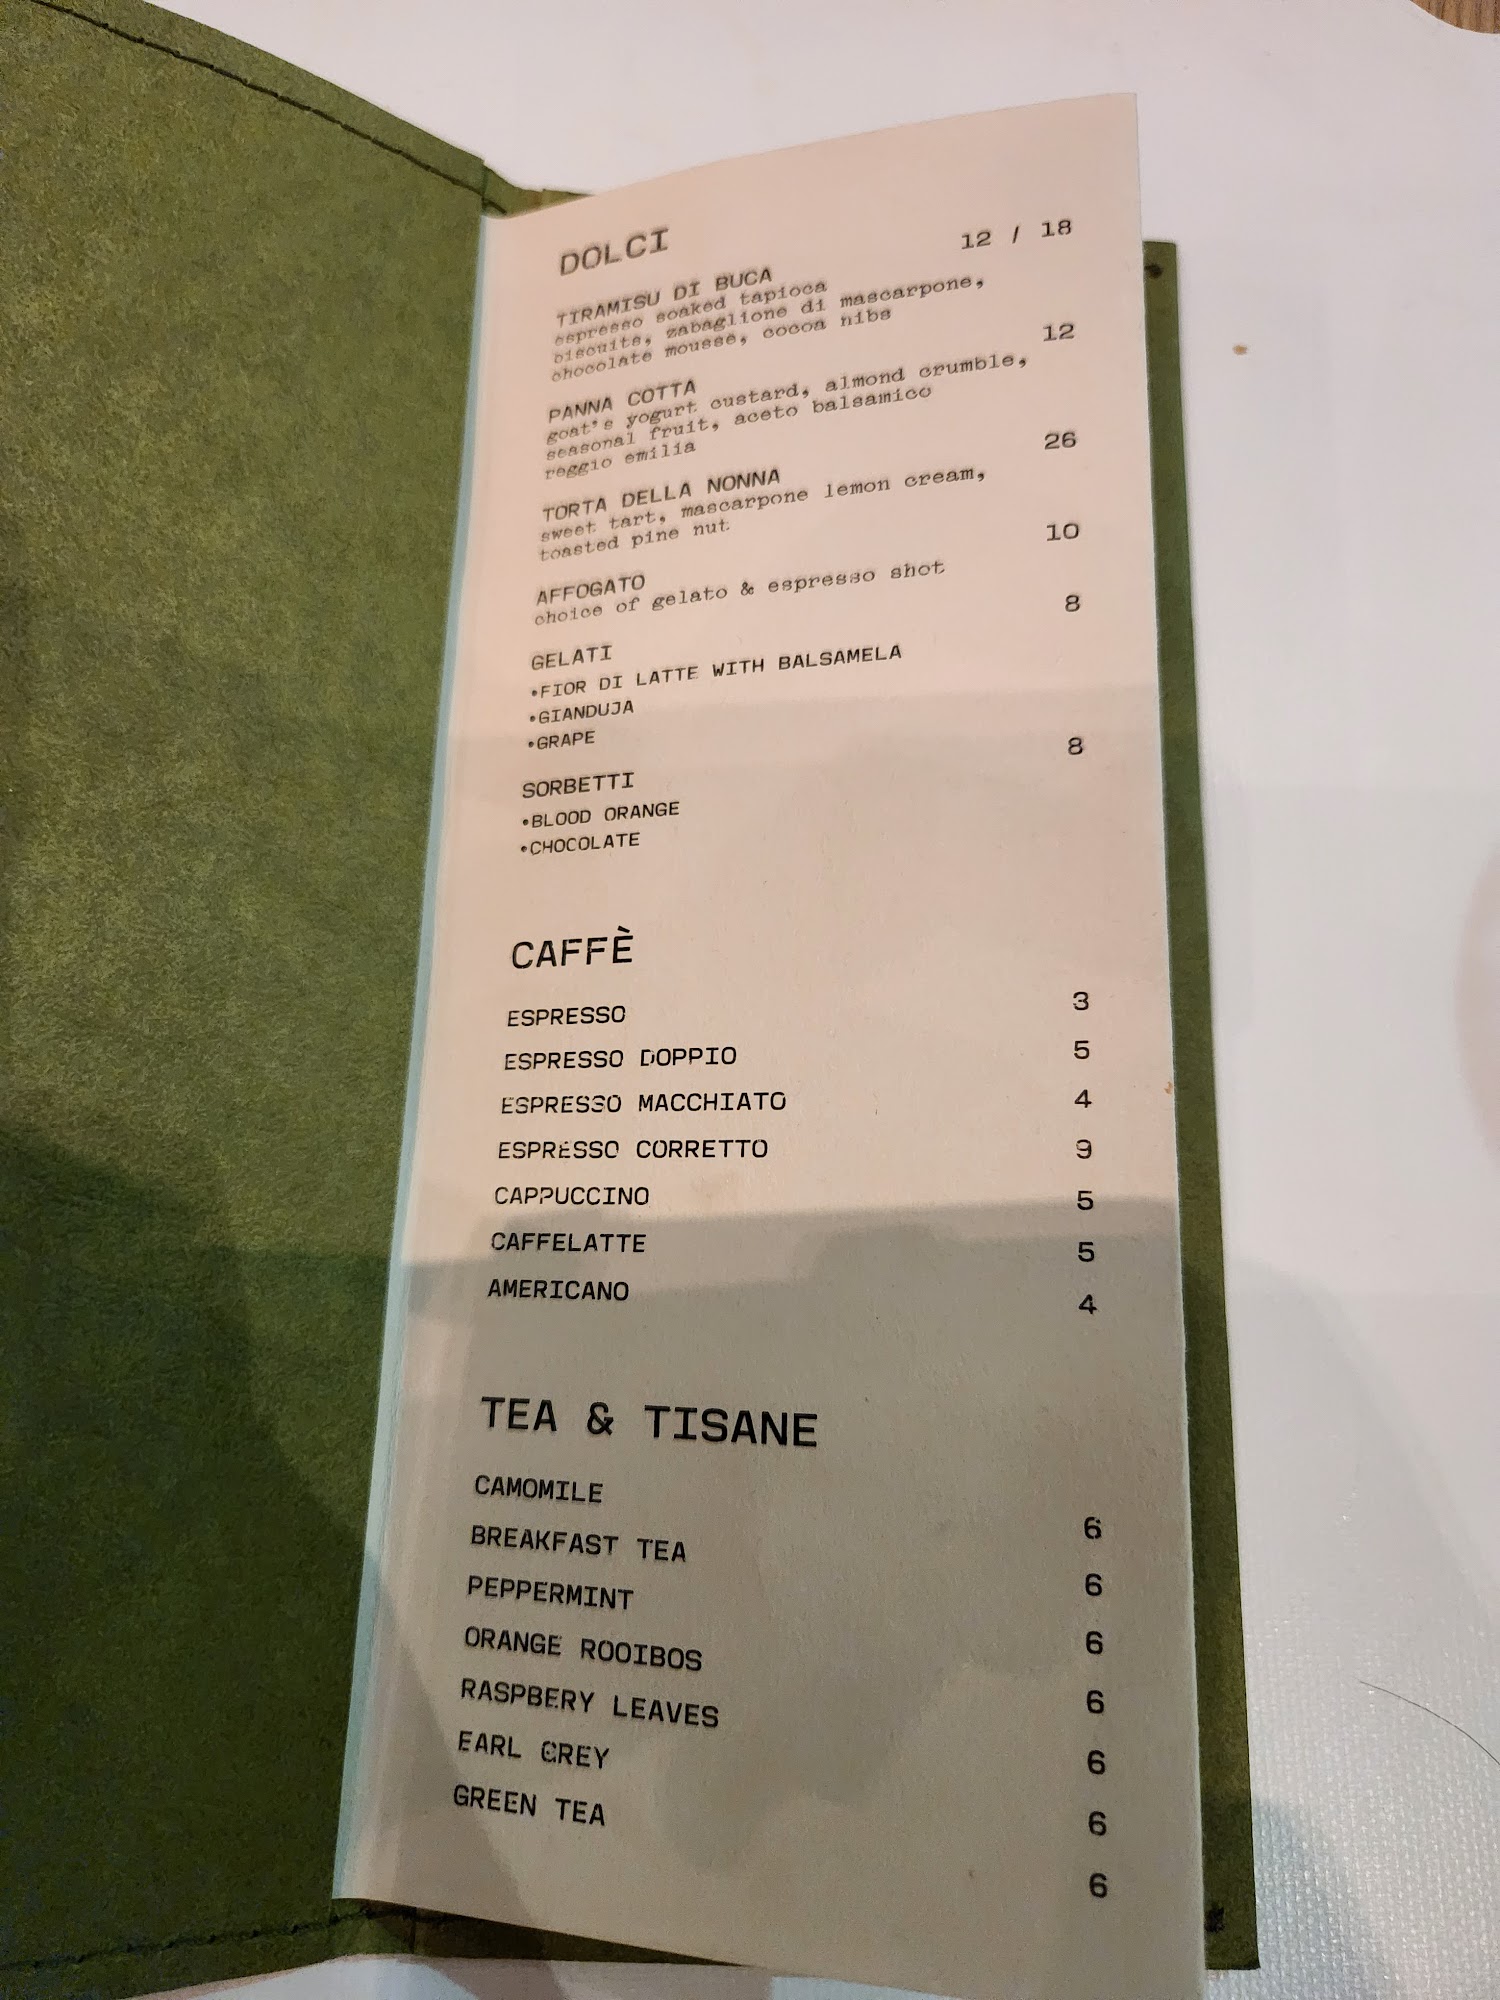 DOLCI
TIRAMISU DI BUCA 12 / 18
espresso soaked tapioca
biscuits, zabaglione di mascarpone,
chocolate mousse, cocoa nibs
PANNA COTTA 12
goat's yogurt custard, almond crumble,
seasonal fruit, aceto balsamico
reggio emilia
TORTA DELLA NONNA 26
sweet tart, mascarpone lemon cream,
toasted pine nut
AFFOGATO 10
choice of gelato & espresso shot
GELATI 8
•FIOR DI LATTE WITH BALSAMELA
•GIANDUJA
•GRAPE
SORBETTI 8
•BLOOD ORANGE
•CHOCOLATE
CAFFÈ
ESPRESSO 3
ESPRESSO DOPPIO 5
ESPRESSO MACCHIATO 4
ESPRESSO CORRETTO 9
CAPPUCCINO 5
CAFFELATTE 5
AMERICANO 4
TEA & TISANE
CAMOMILE 6
BREAKFAST TEA 6
PEPPERMINT 6
ORANGE ROOIBOS 6
RASPBERY LEAVES 6
EARL GREY 6
GREEN TEA 6